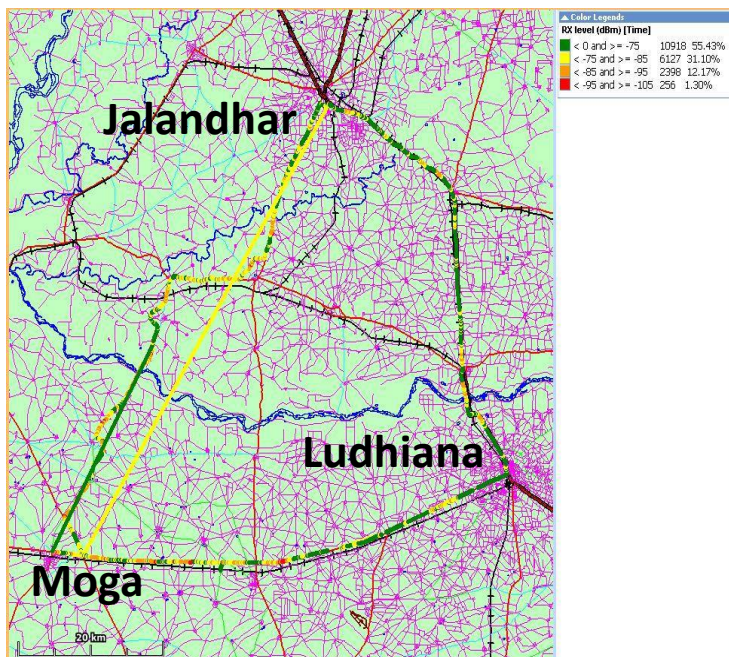 Color Legends
RX level (dBm) [Time]
< 0 and >= -75 10918 55.43%
< -75 and >= -85 6127 31.10%
< -85 and >= -95 2398 12.17%
< -95 and >= -105 256 1.30%
Jalandhar
Ludhiana
Moga
20 km